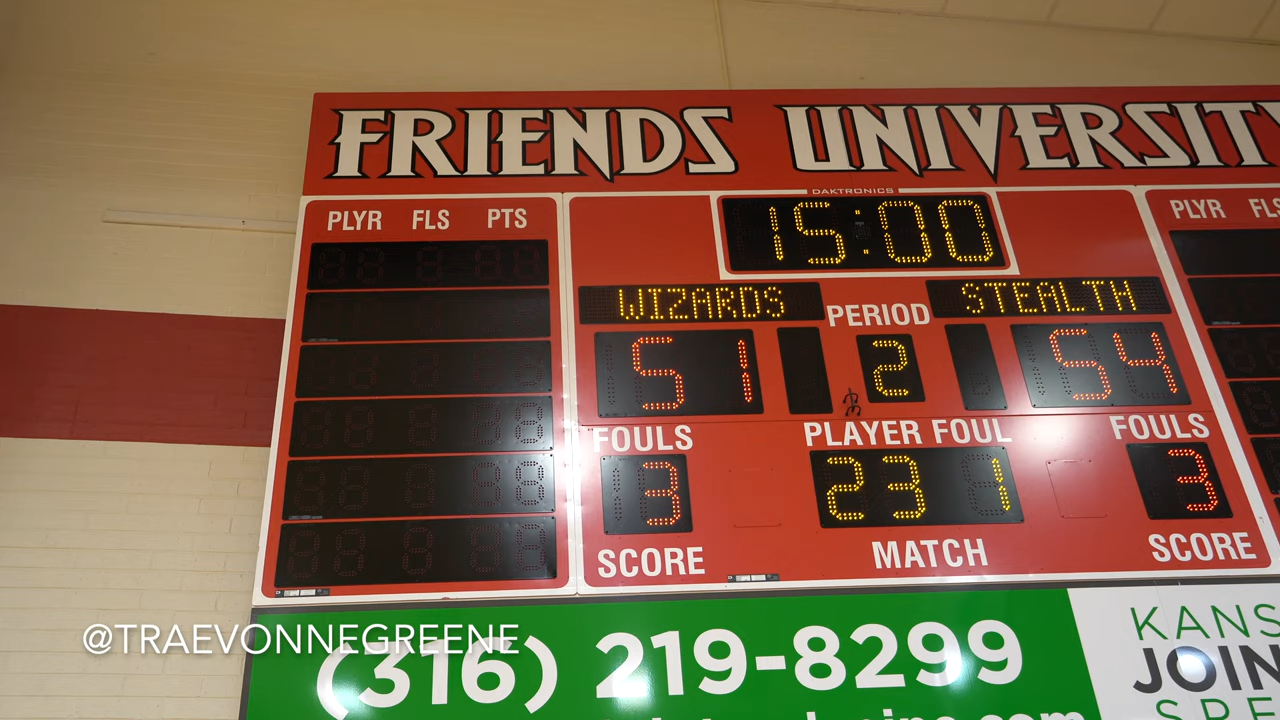 FRIENDS UNIVERSITY
DAKTRONICS
PLYR FLS PTS
15:00
PLYR FLS
WIZARDS PERIOD STEALTH
51 2 54
FOULS PLAYER FOUL FOULS
3 23 1 3
SCORE MATCH SCORE
@TRAEVONNEGREENE
(316) 219-8299
KANS
JOIN
SPE